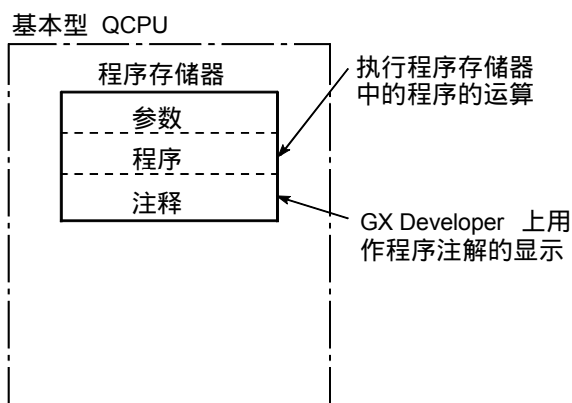 基本型 QCPU
程序存储器
参数
程序
注释
执行程序存储器
中的程序的运算
GX Developer 上用
作程序注解的显示